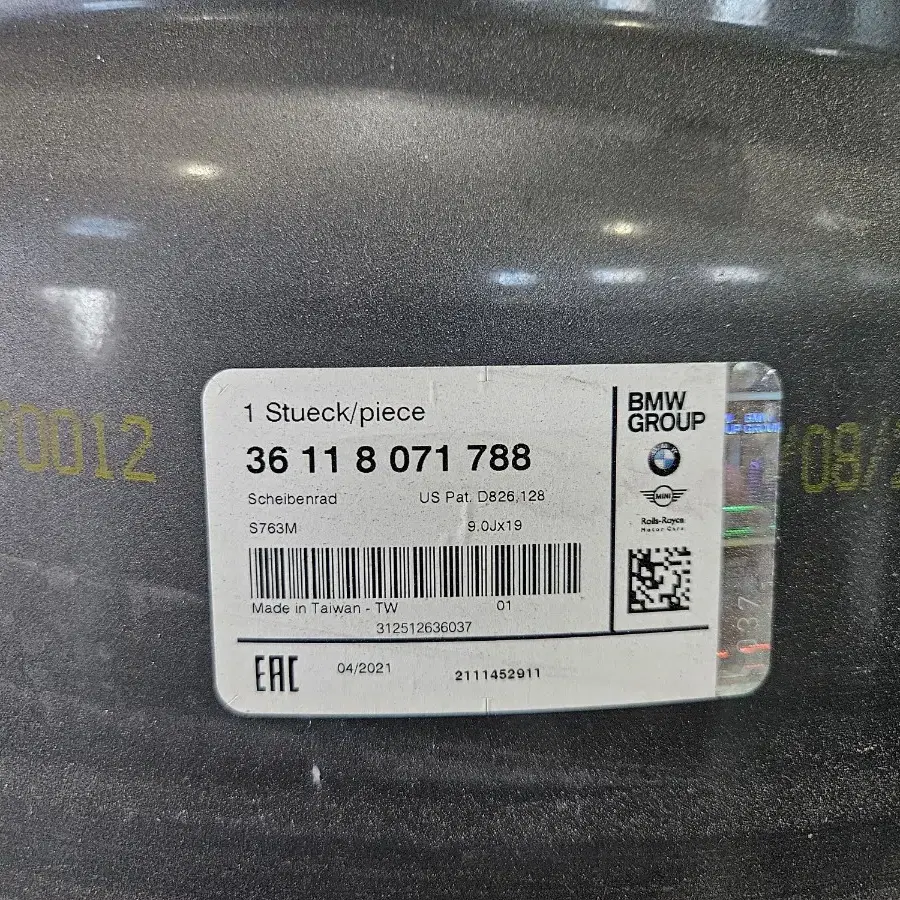 0012
08/
1 Stueck/piece
36 11 8 071 788
Scheibenrad US Pat. D826,128
S763M 9.0Jx19
Made in Taiwan - TW 01
312512636037
EAC 04/2021 2111452911
BMW
GROUP
MINI
Rolls-Royce
Motor Cars
037